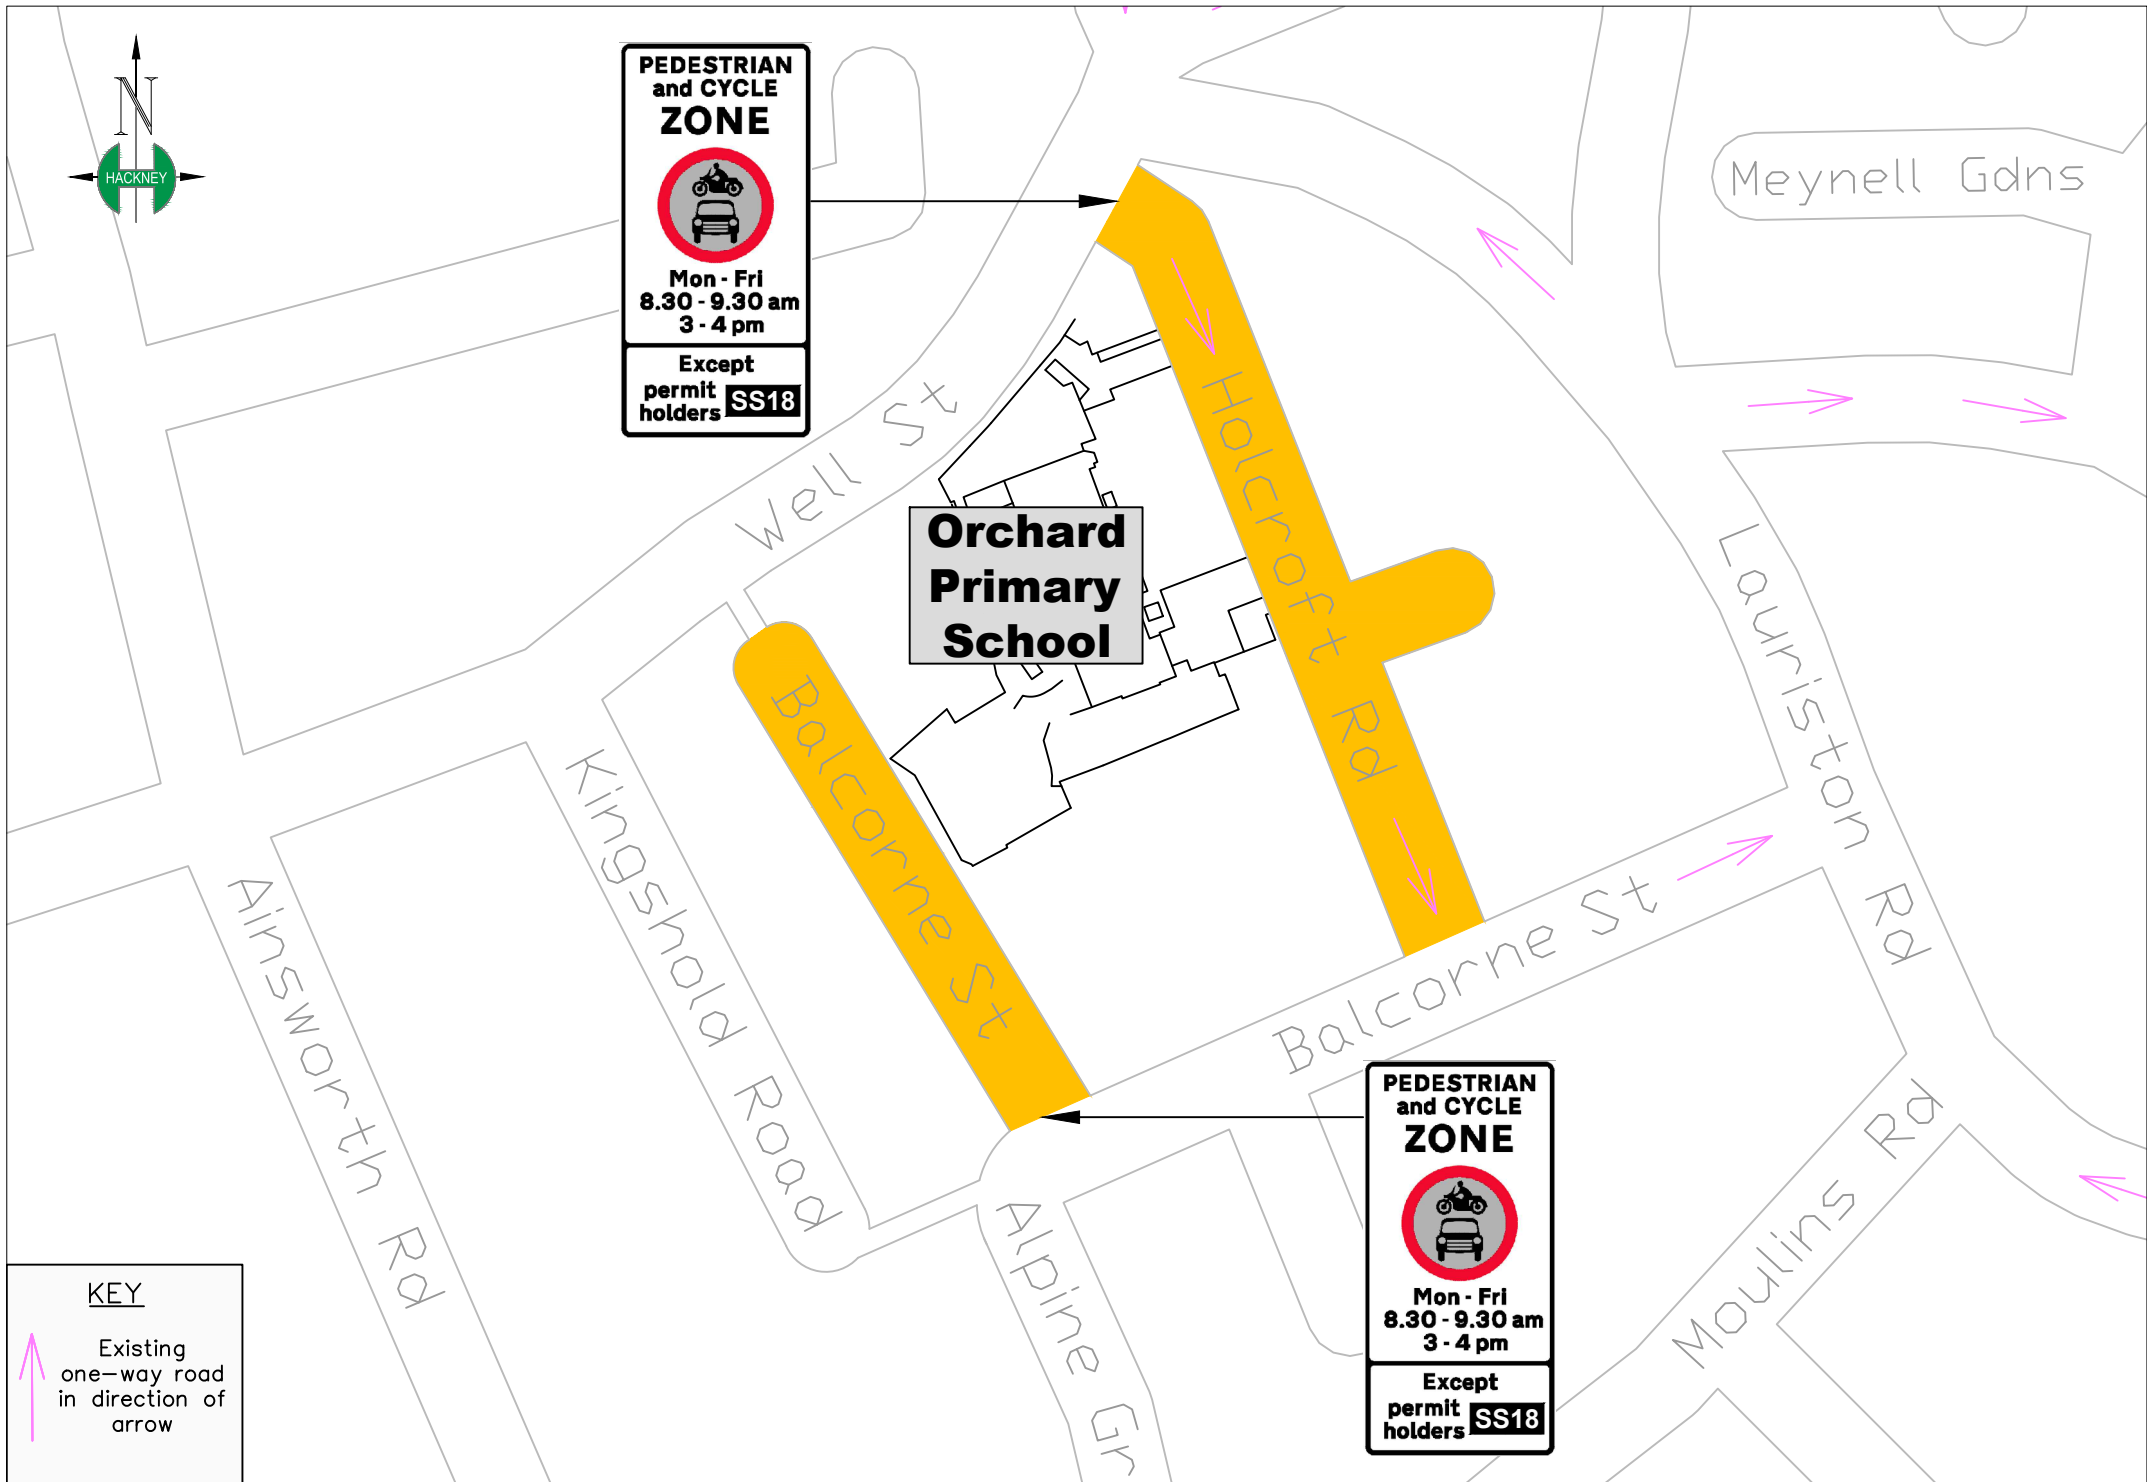 N
HACKNEY
PEDESTRIAN
and CYCLE
ZONE
Mon - Fri
8.30 - 9.30 am
3 - 4 pm
Except
permit
holders SS18
Meynell Gdns
Well St
Holcroft Rd
Orchard
Primary
School
Lauriston Rd
Balcorne St
Kingshold Road
Ainsworth Rd
Balcorne St
Alpine Gr
Moulins Rd
PEDESTRIAN
and CYCLE
ZONE
Mon - Fri
8.30 - 9.30 am
3 - 4 pm
Except
permit
holders SS18
KEY
Existing
one-way road
in direction of
arrow